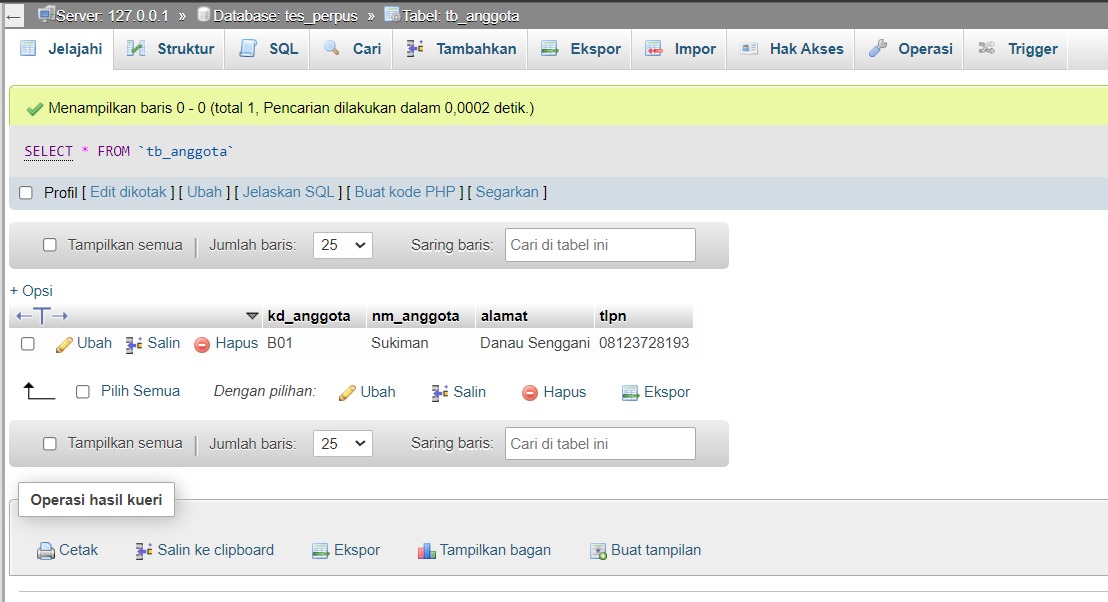 Server: 127.0.0.1 » Database: tes_perpus » Tabel: tb_anggota
Jelajahi Struktur SQL Cari Tambahkan Ekspor Impor Hak Akses Operasi Trigger
Menampilkan baris 0 - 0 (total 1, Pencarian dilakukan dalam 0,0002 detik.)
SELECT * FROM `tb_anggota`
Profil [ Edit dikotak ] [ Ubah ] [ Jelaskan SQL ] [ Buat kode PHP ] [ Segarkan ]
Tampilkan semua | Jumlah baris: 25 Saring baris: Cari di tabel ini
+ Opsi
kd_anggota nm_anggota alamat tlpn
Ubah Salin Hapus B01 Sukiman Danau Senggani 08123728193
Pilih Semua Dengan pilihan: Ubah Salin Hapus Ekspor
Tampilkan semua | Jumlah baris: 25 Saring baris: Cari di tabel ini
Operasi hasil kueri
Cetak Salin ke clipboard Ekspor Tampilkan bagan Buat tampilan